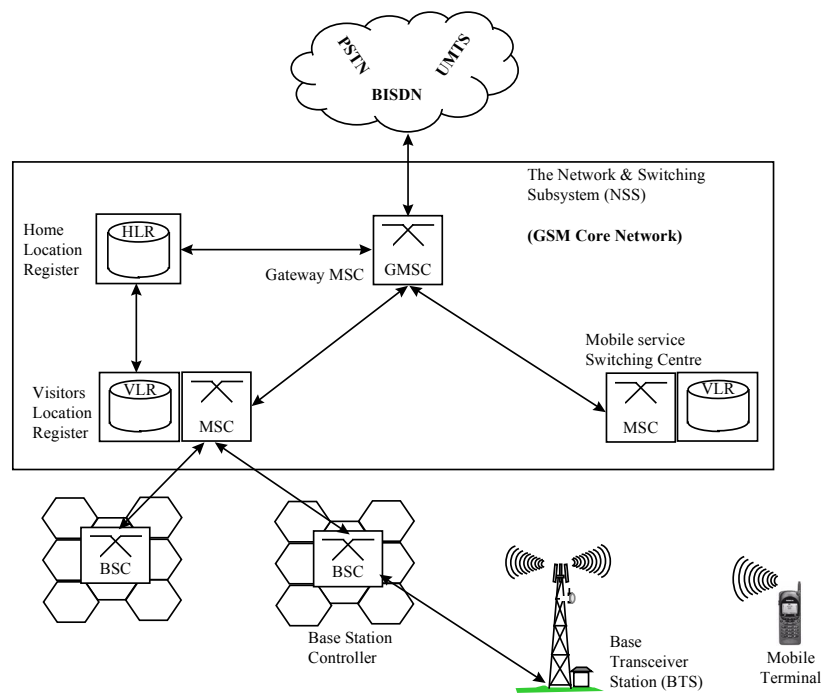 PSTN
UMTS
BISDN
The Network & Switching
Subsystem (NSS)
(GSM Core Network)
Home
Location
Register
HLR
Gateway MSC
GMSC
Mobile service
Switching Centre
Visitors
Location
Register
VLR
MSC
MSC
VLR
BSC
BSC
Base Station
Controller
Base
Transceiver
Station (BTS)
Mobile
Terminal